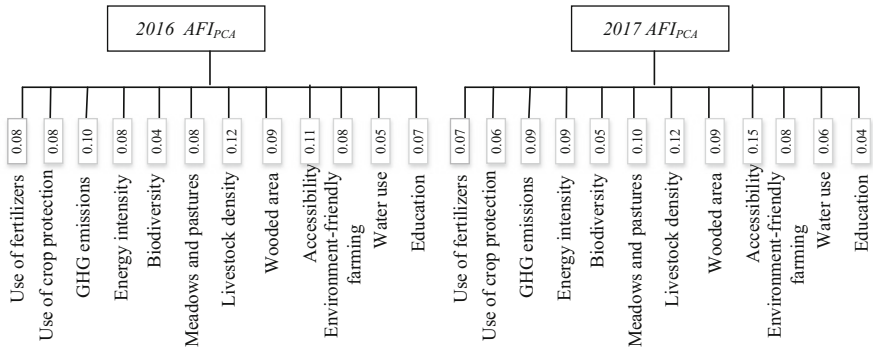 2016 AFI_PCA
0.08
0.08
0.10
0.08
0.04
0.08
0.12
0.09
0.11
0.08
0.05
0.07
Use of fertilizers
Use of crop protection
GHG emissions
Energy intensity
Biodiversity
Meadows and pastures
Livestock density
Wooded area
Accessibility
Environment-friendly
farming
Water use
Education
2017 AFI_PCA
0.07
0.06
0.09
0.09
0.05
0.10
0.12
0.09
0.15
0.08
0.06
0.04
Use of fertilizers
Use of crop protection
GHG emissions
Energy intensity
Biodiversity
Meadows and pastures
Livestock density
Wooded area
Accessibility
Environment-friendly
farming
Water use
Education